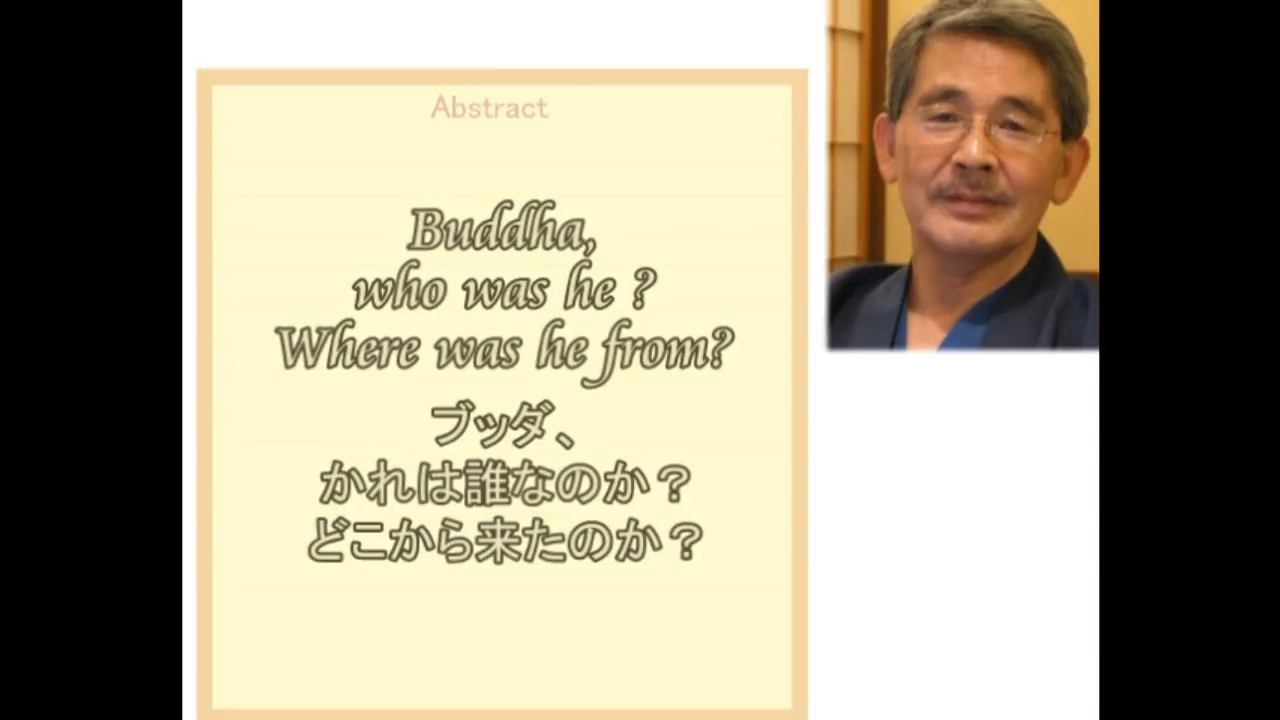 Abstract
Buddha,
who was he ?
Where was he from?
ブッダ、
かれは誰なのか？
どこから来たのか？